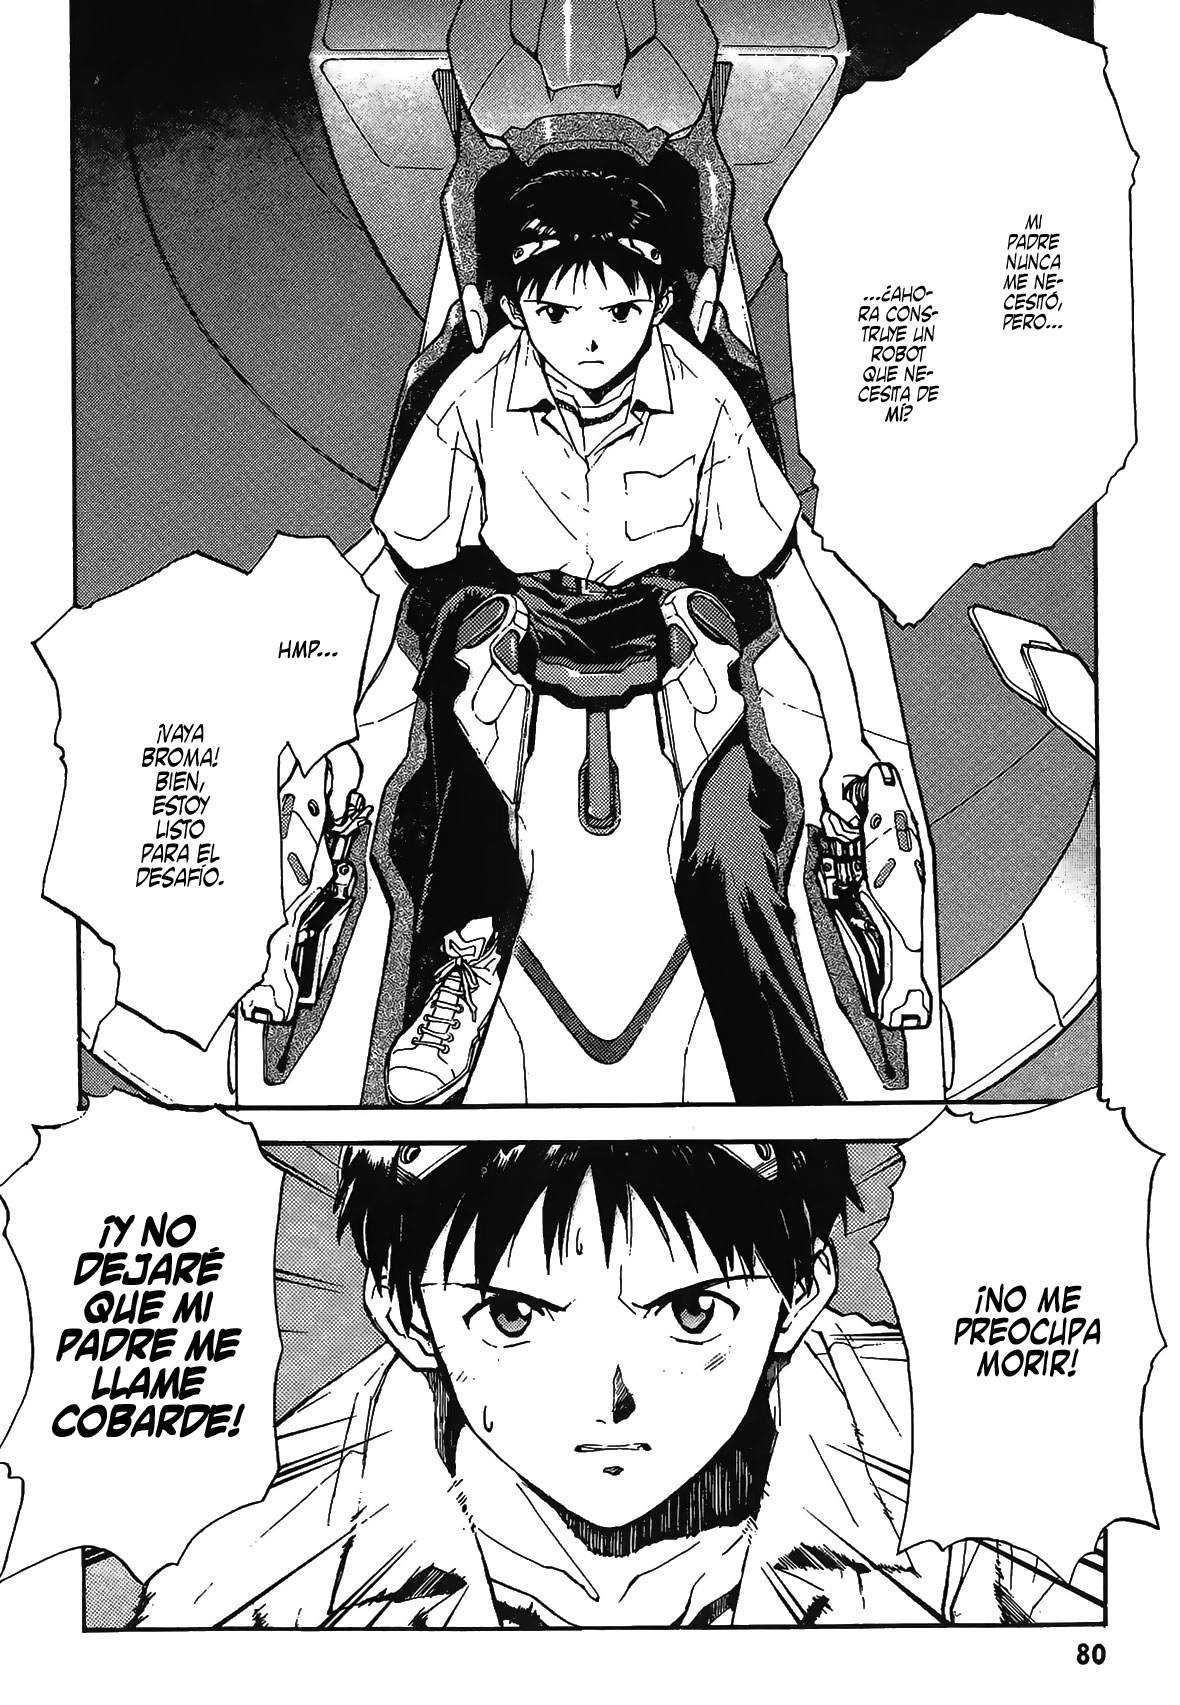 MI
PADRE
NUNCA
ME NE-
CESITÓ,
PERO...
...¿AHO-
RA CONS-
TRUYE UN
ROBOT
QUE NE-
CESITA DE
MÍ?
HMP...
¡VAYA
BROMA!
BIEN,
ESTOY
LISTO
PARA EL
DESAFÍO.
¡NO ME
PREOCUPA
MORIR!
¡Y NO
DEJARÉ
QUE MI
PADRE ME
LLAME
COBARDE!
80